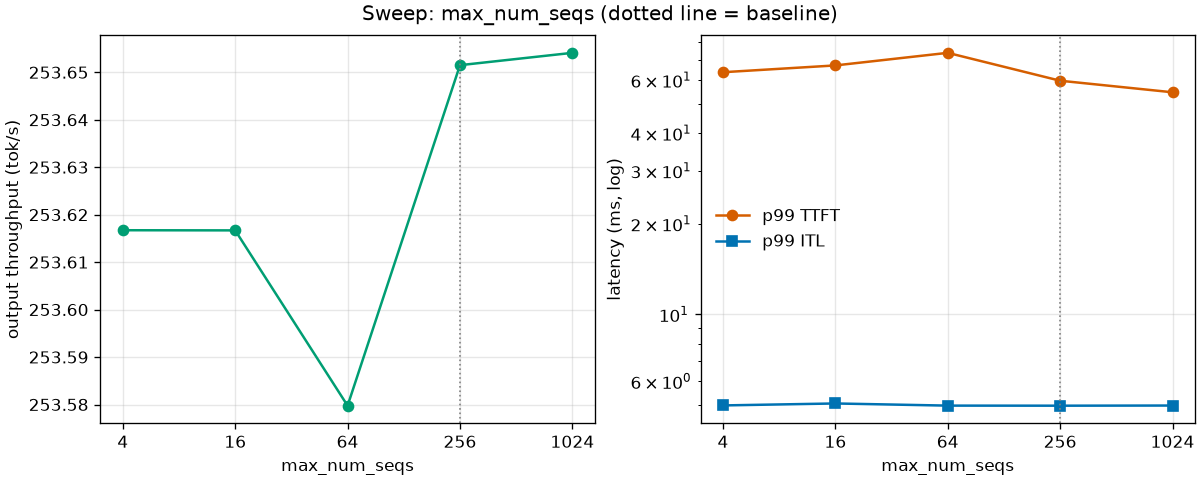 Sweep: max_num_seqs (dotted line = baseline)
output throughput (tok/s)
253.65
253.64
253.63
253.62
253.61
253.60
253.59
253.58
4 16 64 256 1024
max_num_seqs
latency (ms, log)
6 × 10¹
4 × 10¹
3 × 10¹
2 × 10¹
10¹
6 × 10⁰
p99 TTFT
p99 ITL
4 16 64 256 1024
max_num_seqs